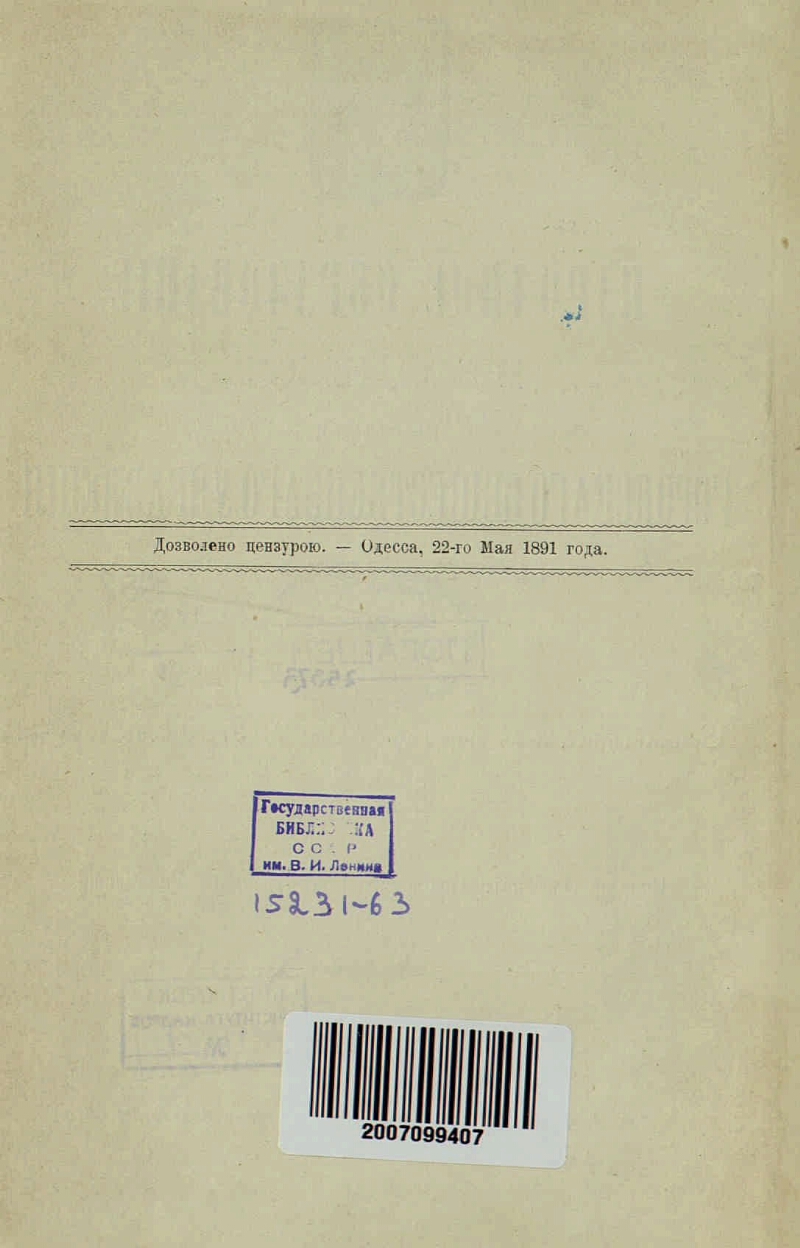 Дозволено цензурою. — Одесса, 22-го Мая 1891 года.
Государственная
им. В. И. Ленина
2007099407